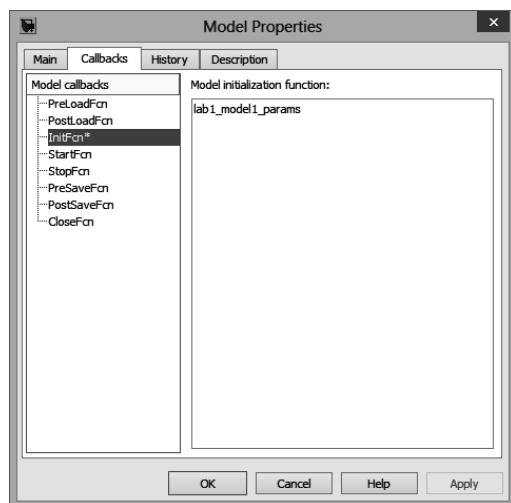 Model Properties
x
Main Callbacks History Description
Model callbacks
PreLoadFcn
PostLoadFcn
InitFcn*
StartFcn
StopFcn
PreSaveFcn
PostSaveFcn
CloseFcn
Model initialization function:
lab1_model1_params
OK Cancel Help Apply